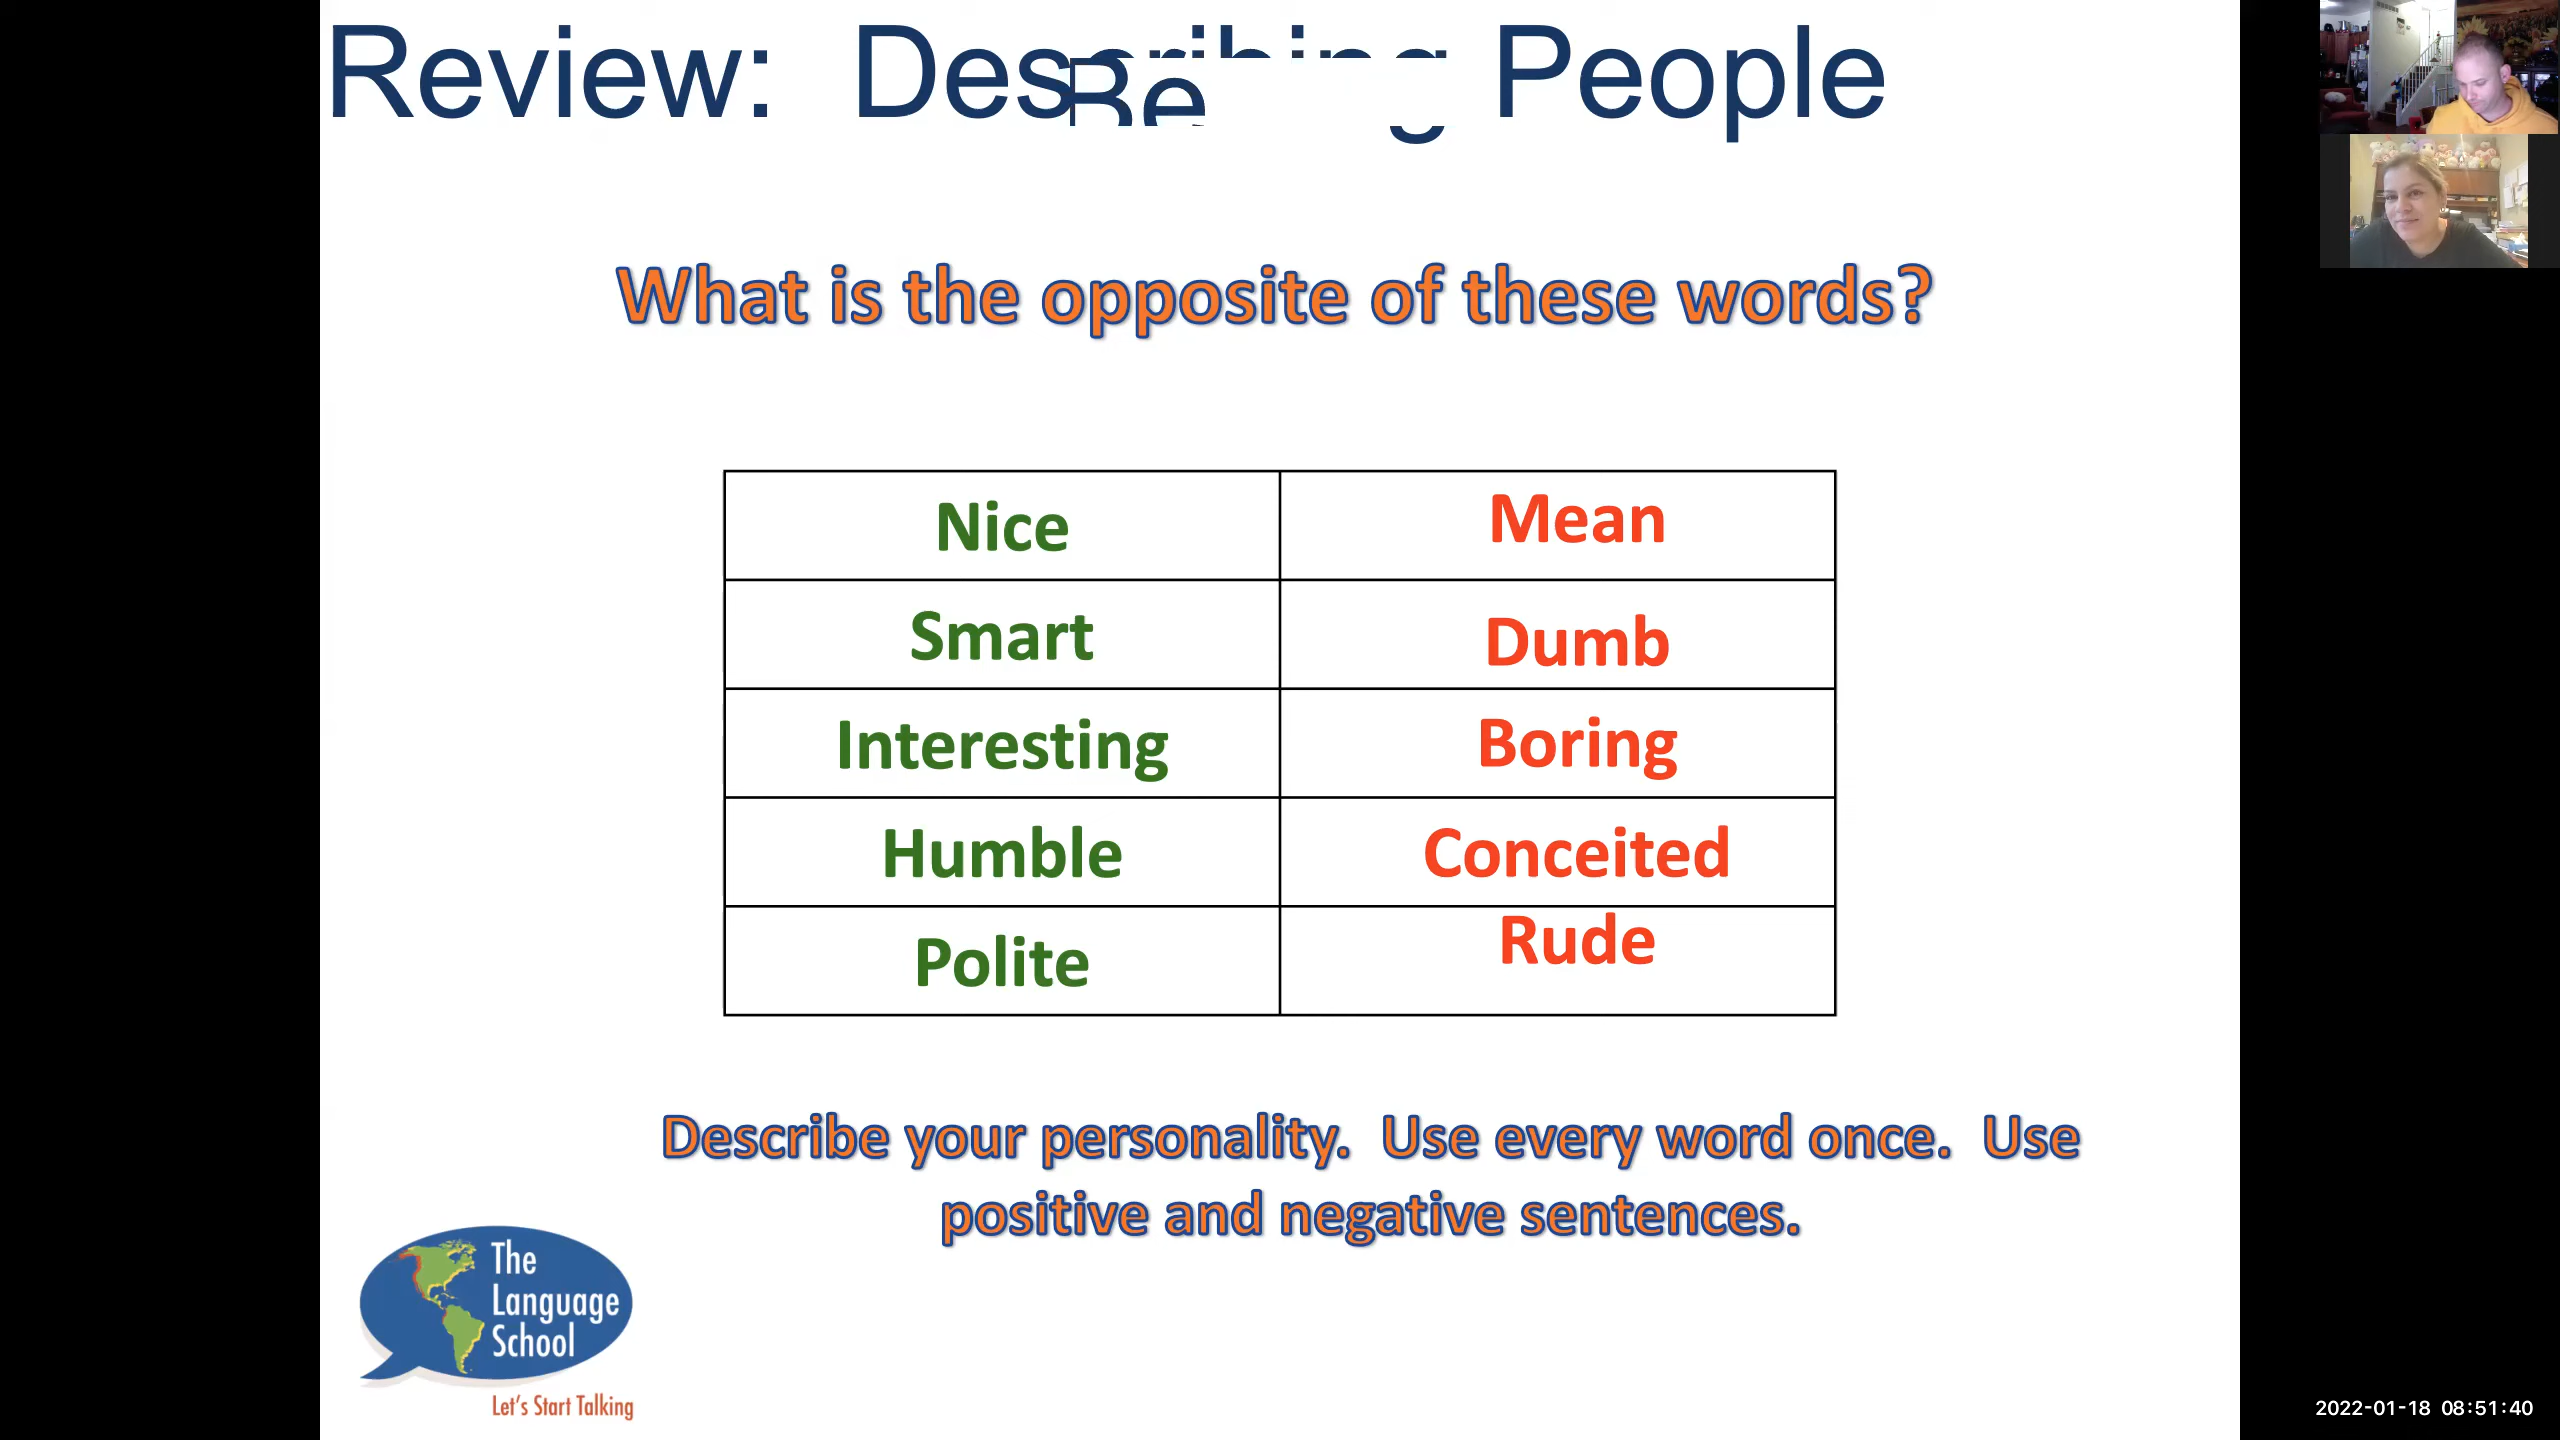 Review:  Describing People
Re
What is the opposite of these words?
Nice Mean
Smart Dumb
Interesting Boring
Humble Conceited
Polite Rude
Describe your personality.  Use every word once.  Use
positive and negative sentences.
The
Language
School
Let's Start Talking
2022-01-18 08:51:40